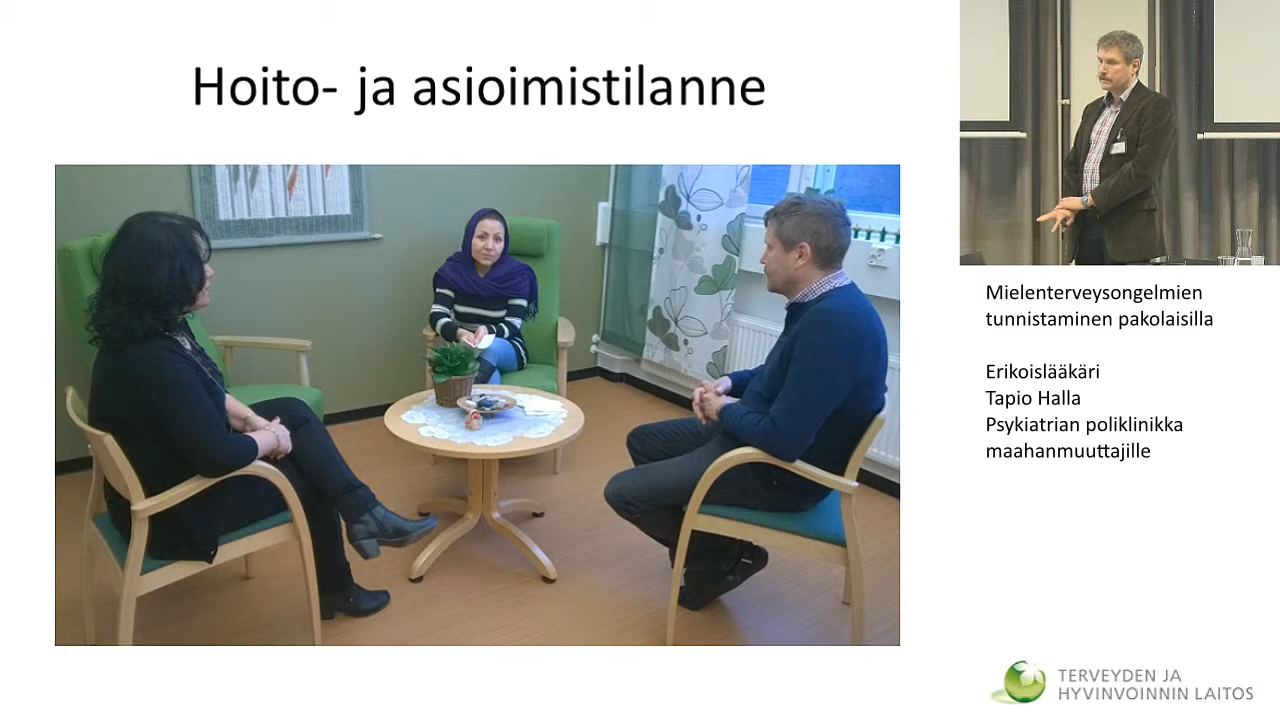 Hoito- ja asioimistilanne
Mielenterveysongelmien
tunnistaminen pakolaisilla
Erikoislääkäri
Tapio Halla
Psykiatrian poliklinikka
maahanmuuttajille
TERVEYDEN JA
HYVINVOINNIN LAITOS